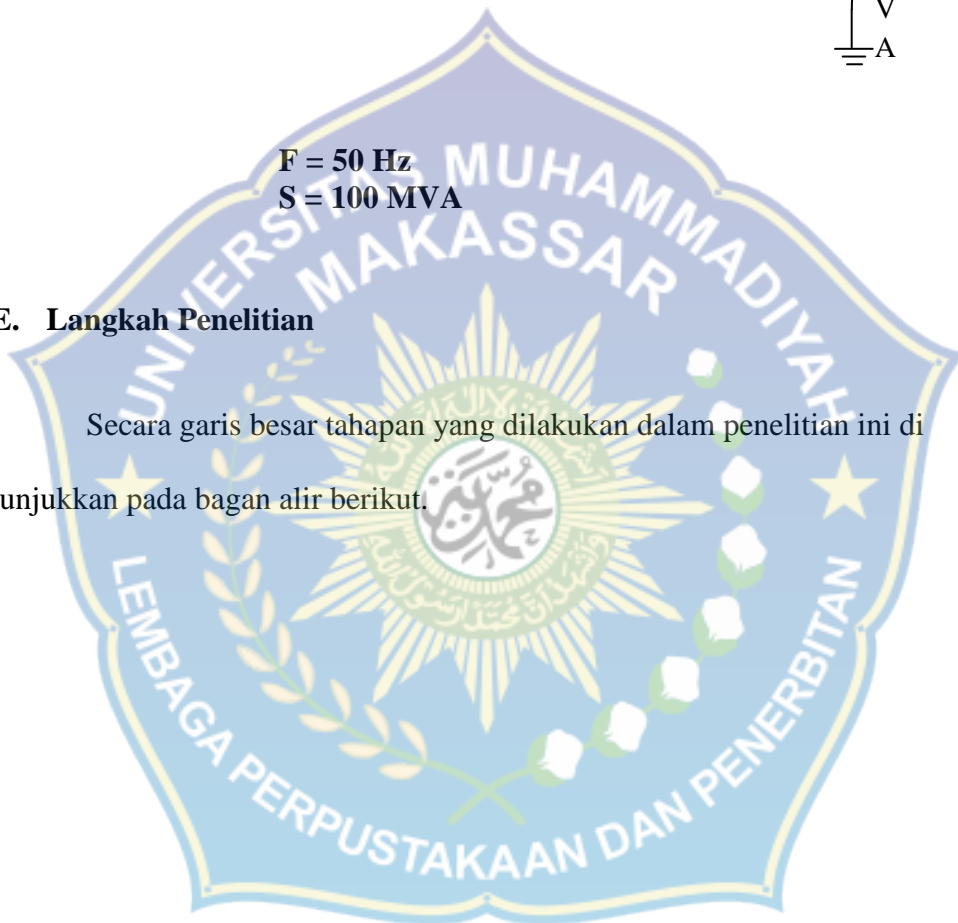 V
A
F = 50 Hz
S = 100 MVA
E. Langkah Penelitian
Secara garis besar tahapan yang dilakukan dalam penelitian ini di
unjukkan pada bagan alir berikut.
UNIVERSITAS MUHAMMADIYAH
MAKASSAR
LEMBAGA PERPUSTAKAAN DAN PENERBITAN